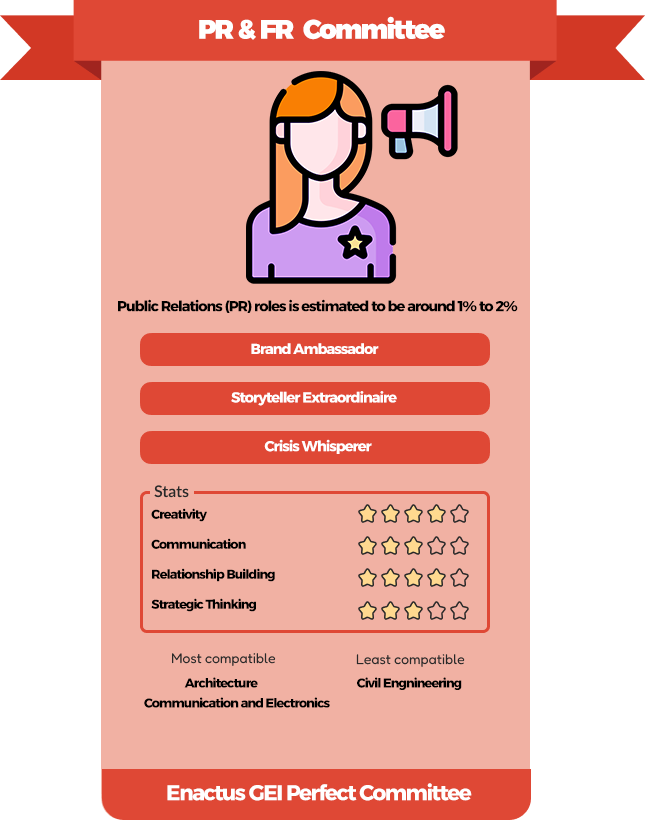 PR & FR Committee
Public Relations (PR) roles is estimated to be around 1% to 2%
Brand Ambassador
Storyteller Extraordinaire
Crisis Whisperer
Stats
Creativity
Communication
Relationship Building
Strategic Thinking
Most compatible
Architecture
Communication and Electronics
Least compatible
Civil Engnineering
Enactus GEI Perfect Committee